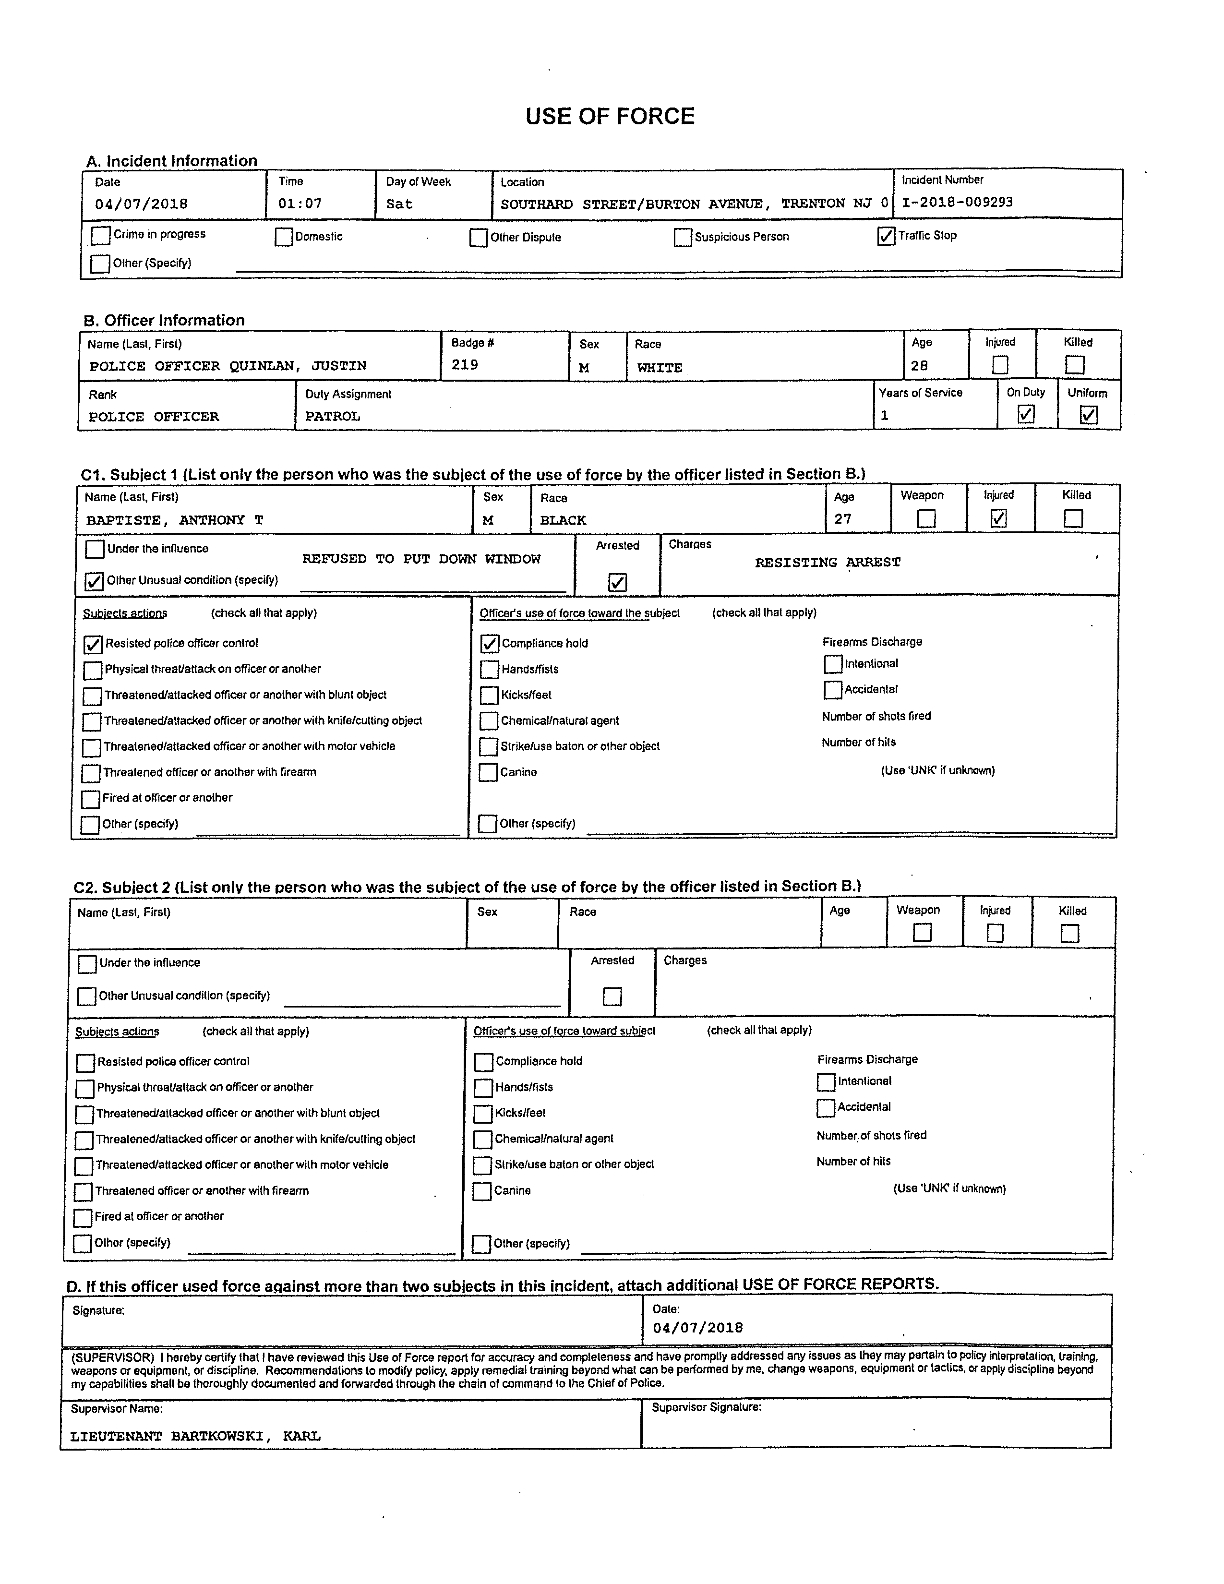 USE OF FORCE
A. Incident Information
Date Time Day of Week Location Incident Number
04/07/2018 01:07 Sat SOUTHARD STREET/BURTON AVENUE, TRENTON NJ 0 I-2018-009293
Crime in progress Domestic Other Dispute Suspicious Person Traffic Stop
Other (Specify)
B. Officer Information
Name (Last, First) Badge # Sex Race Age Injured Killed
POLICE OFFICER QUINLAN, JUSTIN 219 M WHITE 28
Rank Duty Assignment Years of Service On Duty Uniform
POLICE OFFICER PATROL 1
C1. Subject 1 (List only the person who was the subject of the use of force by the officer listed in Section B.)
Name (Last, First) Sex Race Age Weapon Injured Killed
BAPTISTE, ANTHONY T M BLACK 27
Under the influence REFUSED TO PUT DOWN WINDOW Arrested Charges
Other Unusual condition (specify) RESISTING ARREST
Subjects actions (check all that apply) Officer's use of force toward the subject (check all that apply)
Resisted police officer control Compliance hold Firearms Discharge
Physical threat/attack on officer or another Hands/fists Intentional
Threatened/attacked officer or another with blunt object Kicks/feet Accidental
Threatened/attacked officer or another with knife/cutting object Chemical/natural agent Number of shots fired
Threatened/attacked officer or another with motor vehicle Strike/use baton or other object Number of hits
Threatened officer or another with firearm Canine (Use 'UNK' if unknown)
Fired at officer or another
Other (specify) Other (specify)
C2. Subject 2 (List only the person who was the subject of the use of force by the officer listed in Section B.)
Name (Last, First) Sex Race Age Weapon Injured Killed
Under the influence Arrested Charges
Other Unusual condition (specify)
Subjects actions (check all that apply) Officer's use of force toward subject (check all that apply)
Resisted police officer control Compliance hold Firearms Discharge
Physical threat/attack on officer or another Hands/fists Intentional
Threatened/attacked officer or another with blunt object Kicks/feet Accidental
Threatened/attacked officer or another with knife/cutting object Chemical/natural agent Number of shots fired
Threatened/attacked officer or another with motor vehicle Strike/use baton or other object Number of hits
Threatened officer or another with firearm Canine (Use 'UNK' if unknown)
Fired at officer or another
Other (specify) Other (specify)
D. If this officer used force against more than two subjects in this incident, attach additional USE OF FORCE REPORTS.
Signature: Date:
04/07/2018
(SUPERVISOR) I hereby certify that I have reviewed this Use of Force report for accuracy and completeness and have promptly addressed any issues as they may pertain to policy interpretation, training,
weapons or equipment, or discipline. Recommendations to modify policy, apply remedial training beyond what can be performed by me, change weapons, equipment or tactics, or apply discipline beyond
my capabilities shall be thoroughly documented and forwarded through the chain of command to the Chief of Police.
Supervisor Name: Supervisor Signature:
LIEUTENANT BARTKOWSKI, KARL